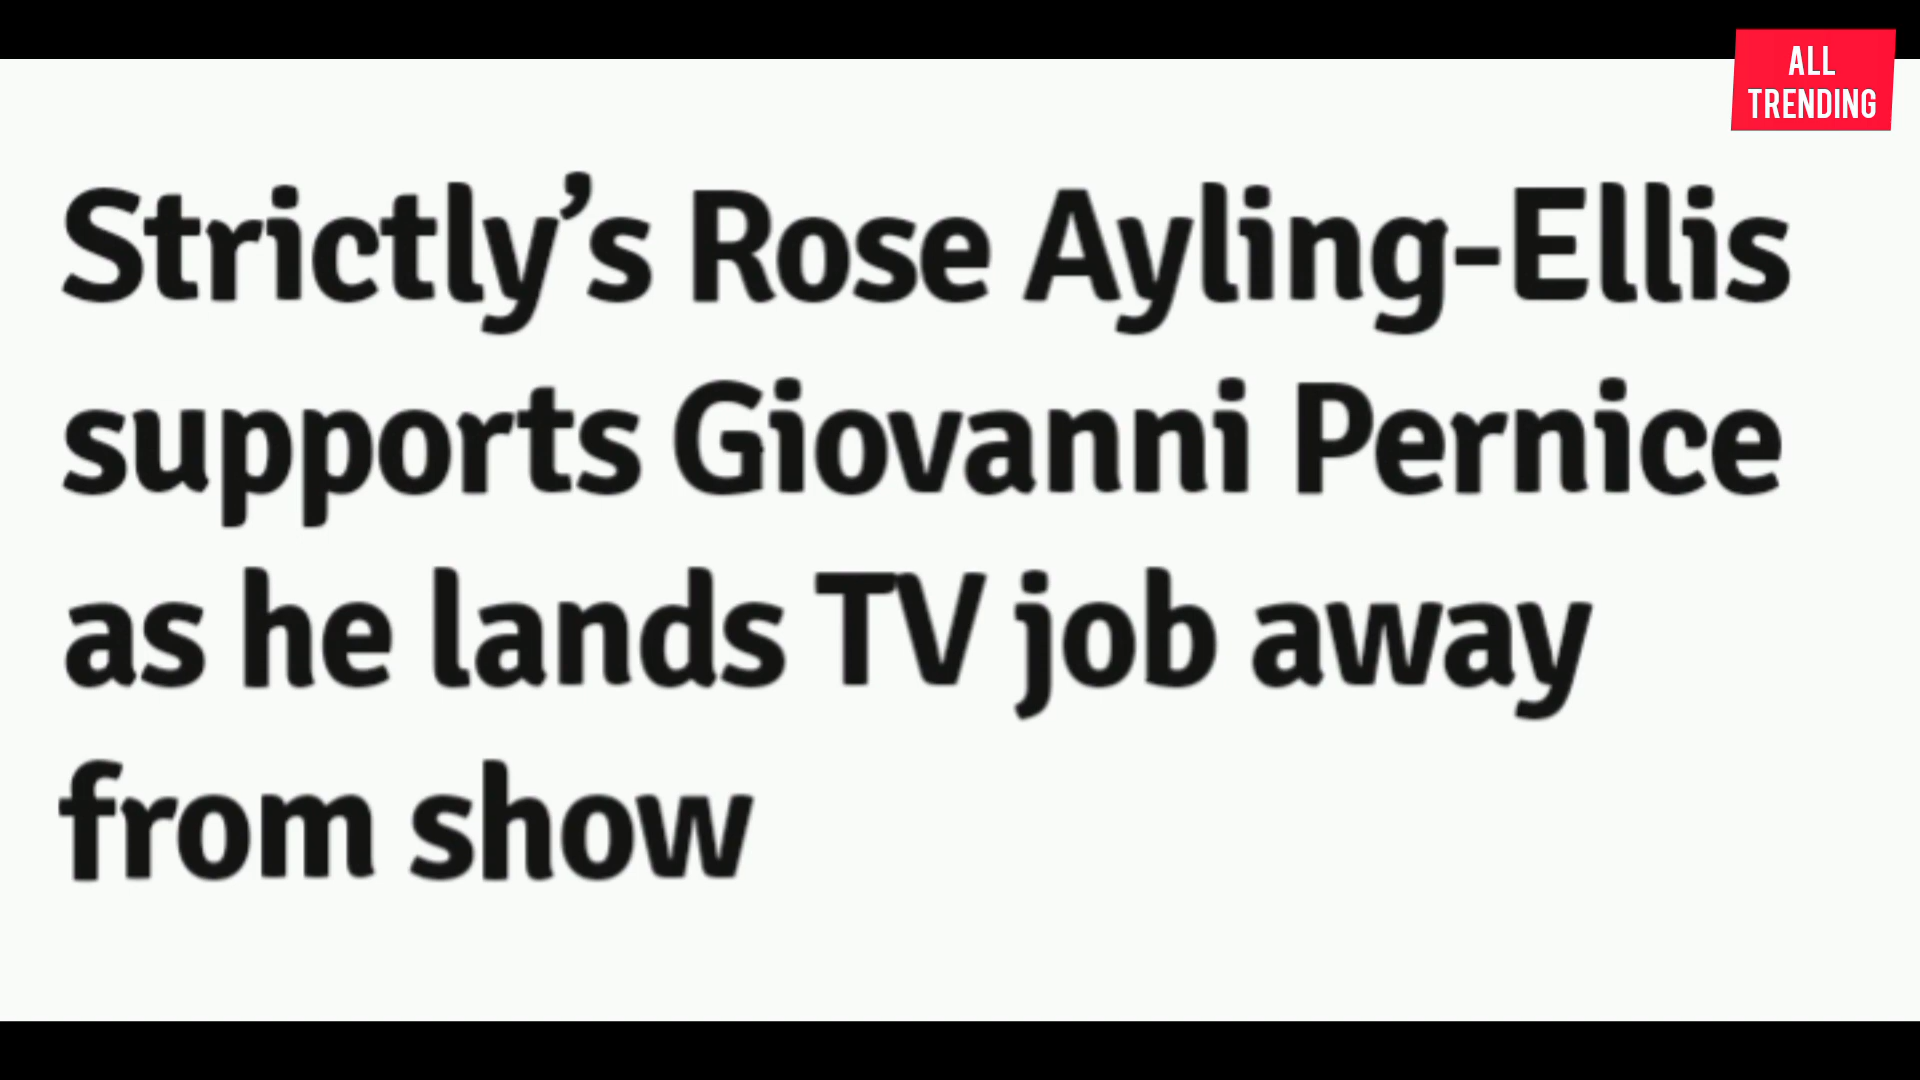 ALL
TRENDING
Strictly’s Rose Ayling-Ellis
supports Giovanni Pernice
as he lands TV job away
from show